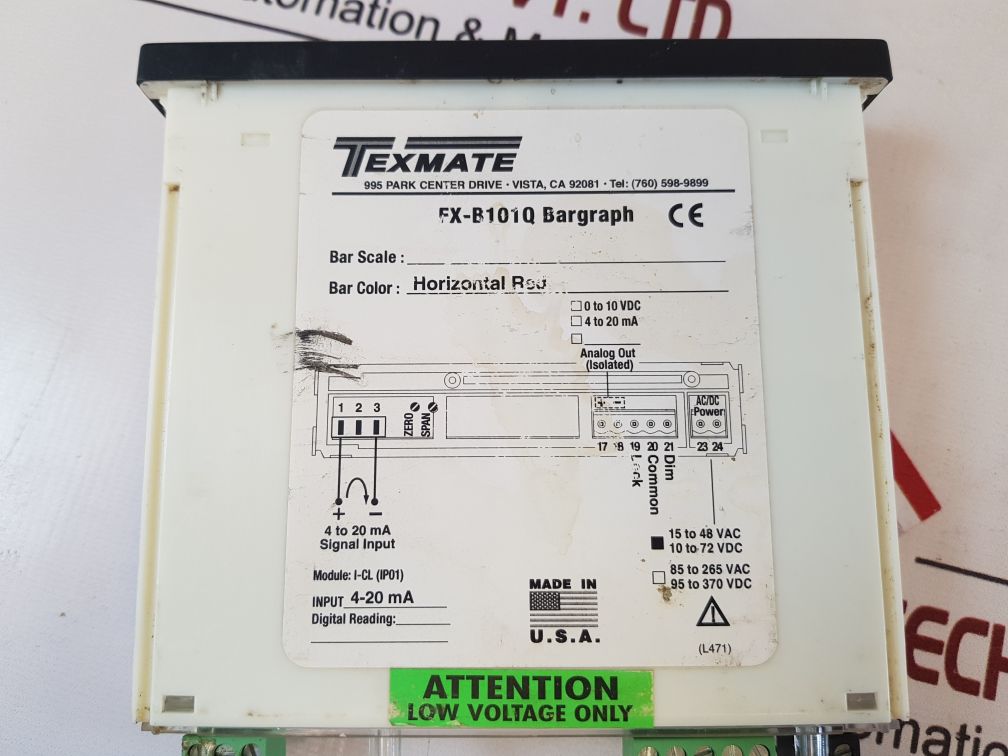 TEXMATE
995 PARK CENTER DRIVE · VISTA, CA 92081 · Tel: (760) 598-9899
FX-B101Q Bargraph CE
Bar Scale :
Bar Color : Horizontal Red
0 to 10 VDC
4 to 20 mA
Analog Out
(Isolated)
AC/DC
Power
1 2 3
ZERO
SPAN
+ -
17 18 19 20 21
23 24
Lock
Common
Dim
+ -
4 to 20 mA
Signal Input
15 to 48 VAC
10 to 72 VDC
85 to 265 VAC
95 to 370 VDC
Module: I-CL (IP01)
INPUT 4-20 mA
Digital Reading:
MADE IN
U.S.A.
(L471)
ATTENTION
LOW VOLTAGE ONLY